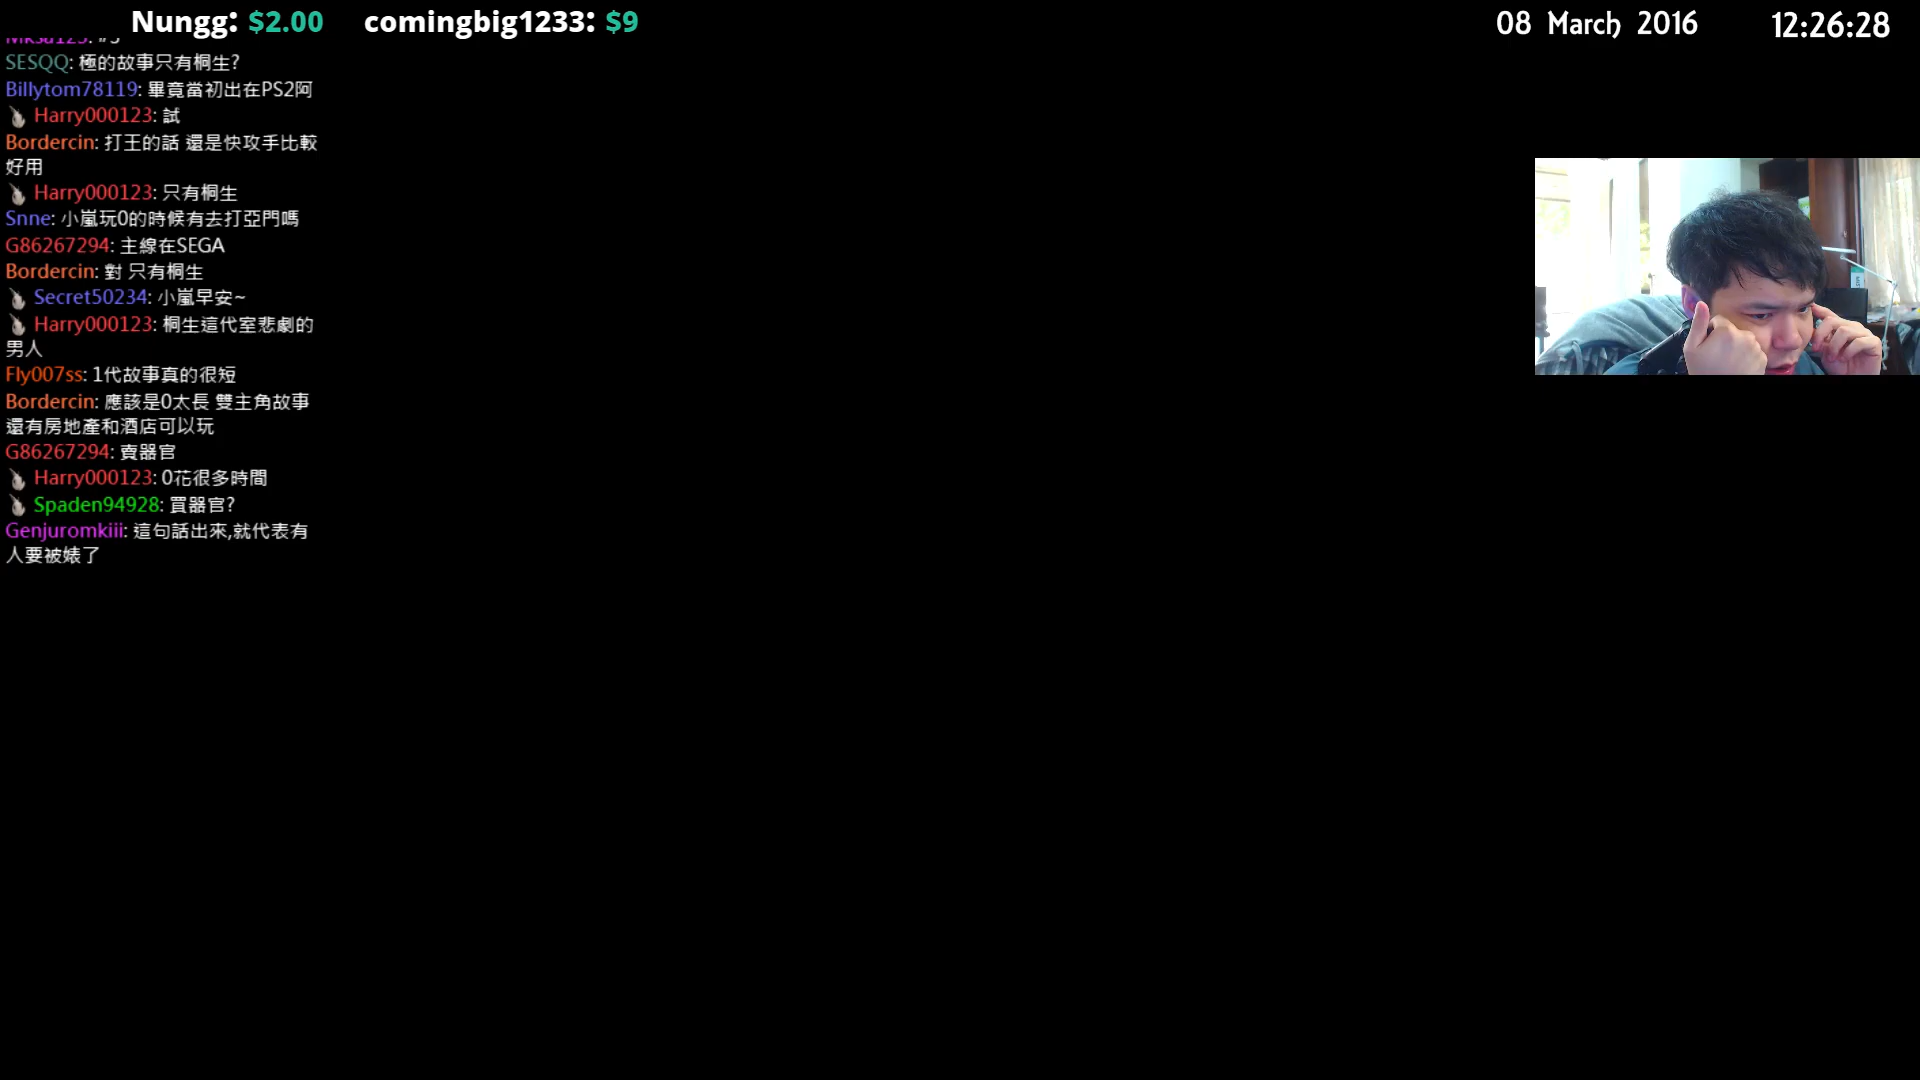 Nungg: $2.00 comingbig1233: $9 08 March 2016 12:26:28
SESQQ: 極的故事只有桐生?
Billytom78119: 畢竟當初出在PS2阿
Harry000123: 試
Bordercin: 打王的話 還是快攻手比較
好用
Harry000123: 只有桐生
Snne: 小嵐玩0的時候有去打亞門嗎
G86267294: 主線在SEGA
Bordercin: 對 只有桐生
Secret50234: 小嵐早安~
Harry000123: 桐生這代室悲劇的
男人
Fly007ss: 1代故事真的很短
Bordercin: 應該是0太長 雙主角故事
還有房地產和酒店可以玩
G86267294: 賣器官
Harry000123: 0花很多時間
Spaden94928: 買器官?
Genjuromkiii: 這句話出來,就代表有
人要被婊了